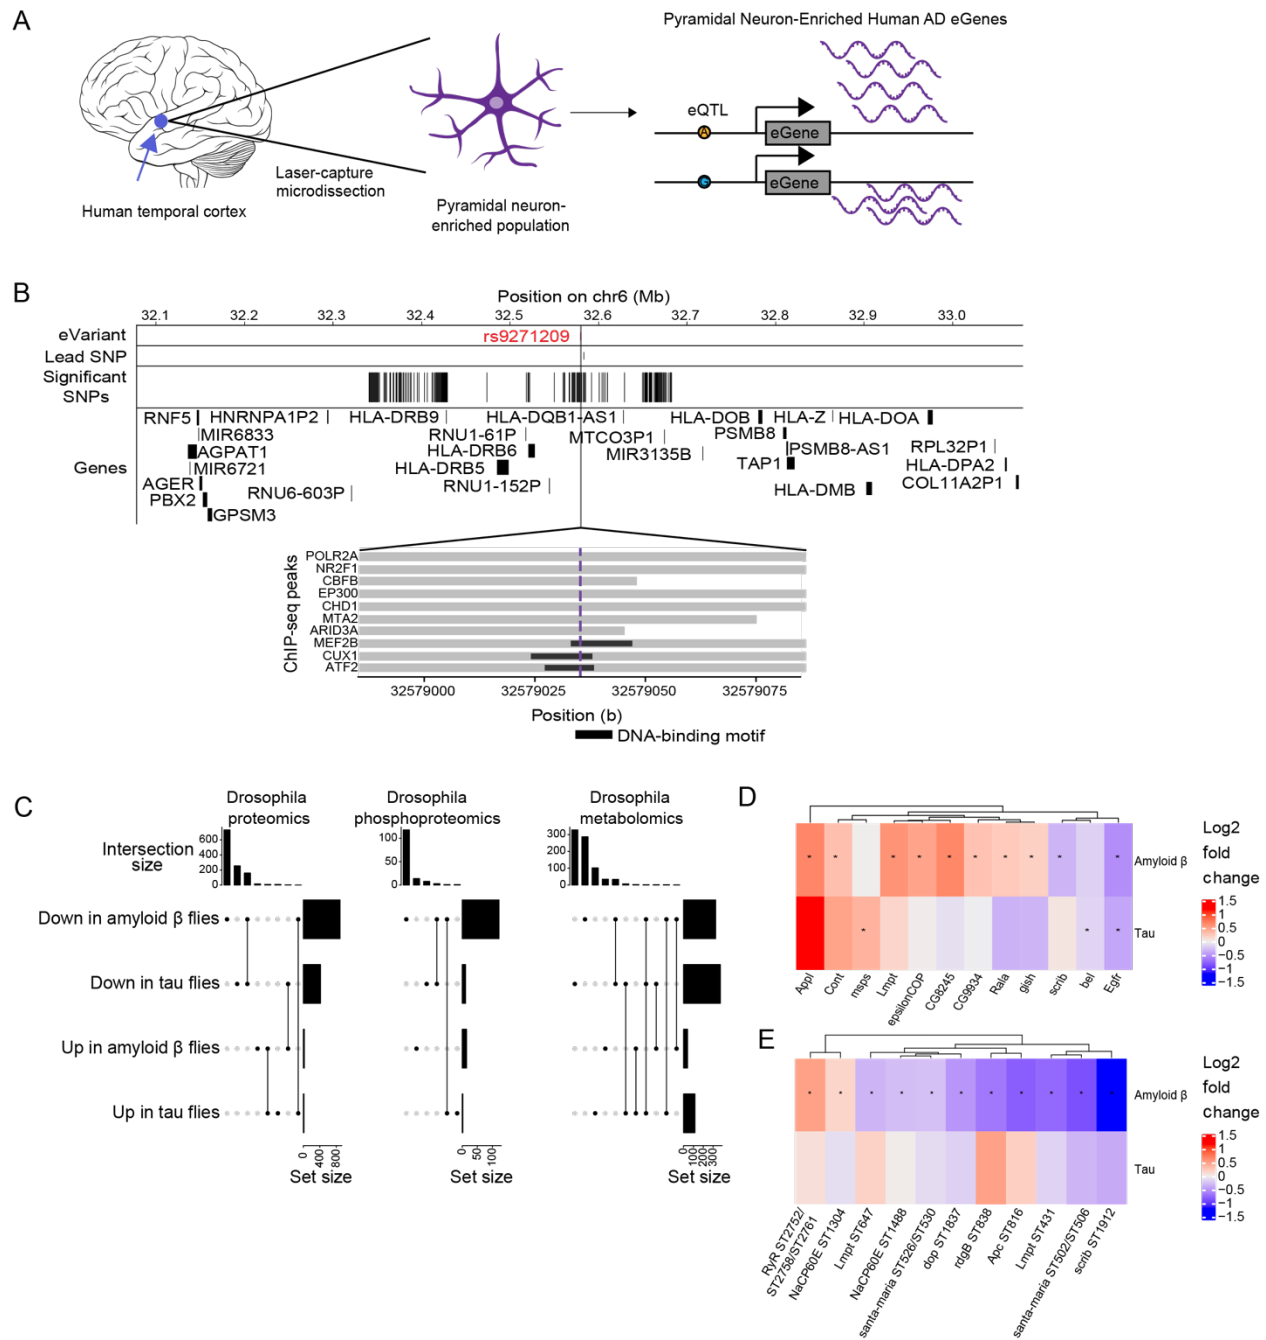 A
Pyramidal Neuron-Enriched Human AD eGenes
eQTL
A
eGene
eGene
Laser-capture
microdissection
Human temporal cortex
Pyramidal neuron-
enriched population
B
Position on chr6 (Mb)
32.1 32.2 32.3 32.4 32.5 32.6 32.7 32.8 32.9 33.0
eVariant
rs9271209
Lead SNP
Significant
SNPs
Genes
RNF5 HNRNPA1P2 HLA-DRB9 HLA-DQB1-AS1 HLA-DOB HLA-Z HLA-DOA
MIR6833 RNU1-61P MTCO3P1 PSMB8
AGPAT1 HLA-DRB6 MIR3135B PSMB8-AS1 RPL32P1
MIR6721 HLA-DRB5 TAP1 HLA-DPA2
AGER RNU1-152P HLA-DMB COL11A2P1
PBX2 RNU6-603P
GPSM3
ChIP-seq peaks
POLR2A
NR2F1
CBFB
EP300
CHD1
MTA2
ARID3A
MEF2B
CUX1
ATF2
32579000 32579025 32579050 32579075
Position (b)
DNA-binding motif
C
Drosophila
proteomics
Drosophila
phosphoproteomics
Drosophila
metabolomics
Intersection
size
600
400
200
0
100
50
0
300
200
100
0
Down in amyloid β flies
Down in tau flies
Up in amyloid β flies
Up in tau flies
0 400 800
Set size
0 50 100
Set size
0 100 200 300
Set size
D
Amyloid β
Tau
Appl Cont msps Lmpt epsilonCOP CG8245 CG9934 Rala gish scrib bel Egfr
Log2
fold
change
1.5
1
0.5
0
−0.5
−1
−1.5
E
Amyloid β
Tau
RyR ST2752/
ST2758/ST2761
NaCP60E ST1304
Lmpt ST647
NaCP60E ST1488
santa-maria ST526/ST530
dop ST1837
rdgB ST838
Apc ST816
Lmpt ST431
santa-maria ST502/ST506
scrib ST1912
Log2
fold
change
1.5
1
0.5
0
−0.5
−1
−1.5